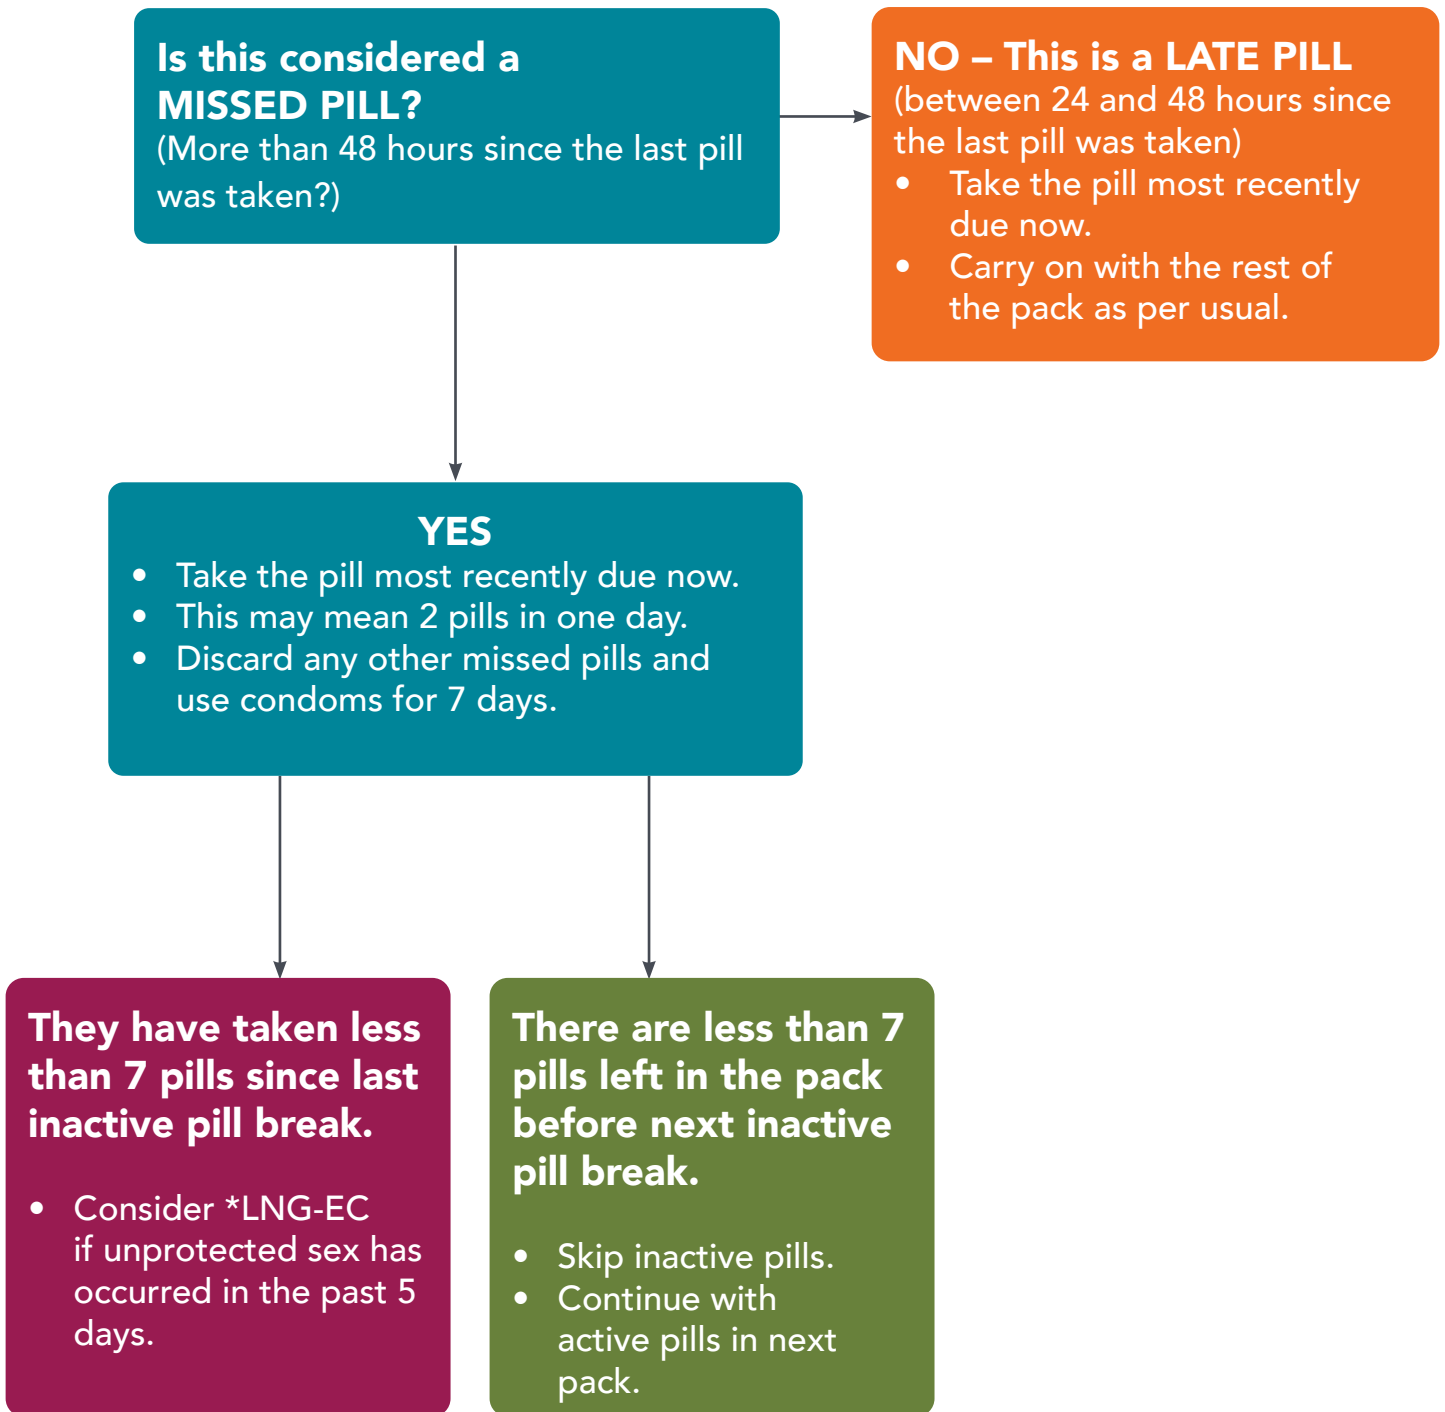 Is this considered a
MISSED PILL?
(More than 48 hours since the last pill
was taken?)
NO – This is a LATE PILL
(between 24 and 48 hours since
the last pill was taken)
• Take the pill most recently
due now.
• Carry on with the rest of
the pack as per usual.
YES
• Take the pill most recently due now.
• This may mean 2 pills in one day.
• Discard any other missed pills and
use condoms for 7 days.
They have taken less
than 7 pills since last
inactive pill break.
• Consider *LNG-EC
if unprotected sex has
occurred in the past 5
days.
There are less than 7
pills left in the pack
before next inactive
pill break.
• Skip inactive pills.
• Continue with
active pills in next
pack.